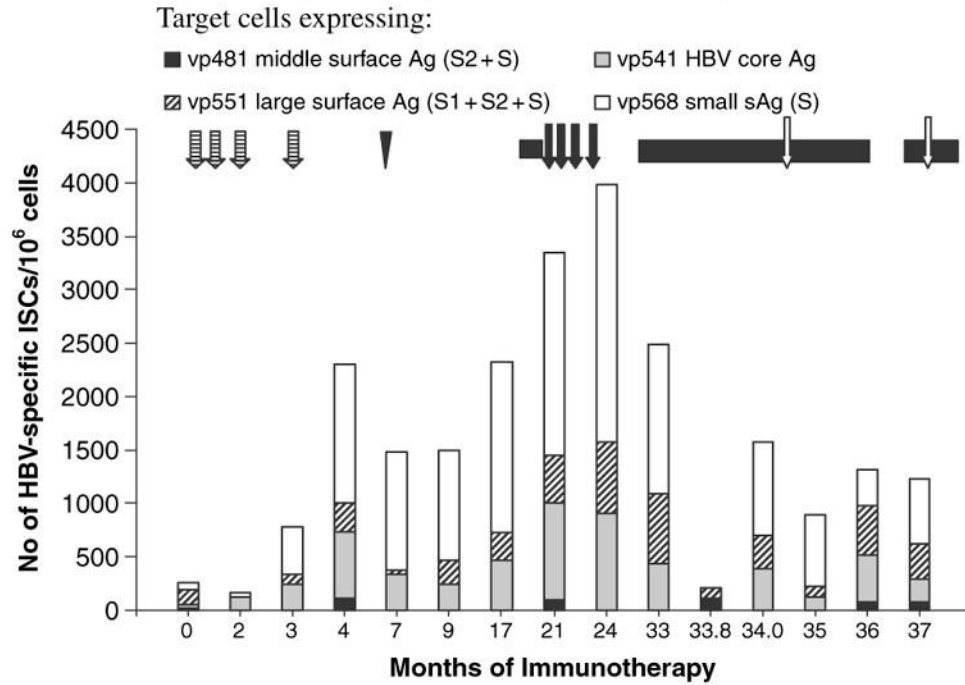 Target cells expressing:
vp481 middle surface Ag (S2+S) vp541 HBV core Ag
vp551 large surface Ag (S1+S2+S) vp568 small sAg (S)
4500
4000
3500
3000
2500
2000
1500
1000
500
0
No of HBV-specific ISCs/10⁶ cells
0 2 3 4 7 9 17 21 24 33 33.8 34.0 35 36 37
Months of Immunotherapy